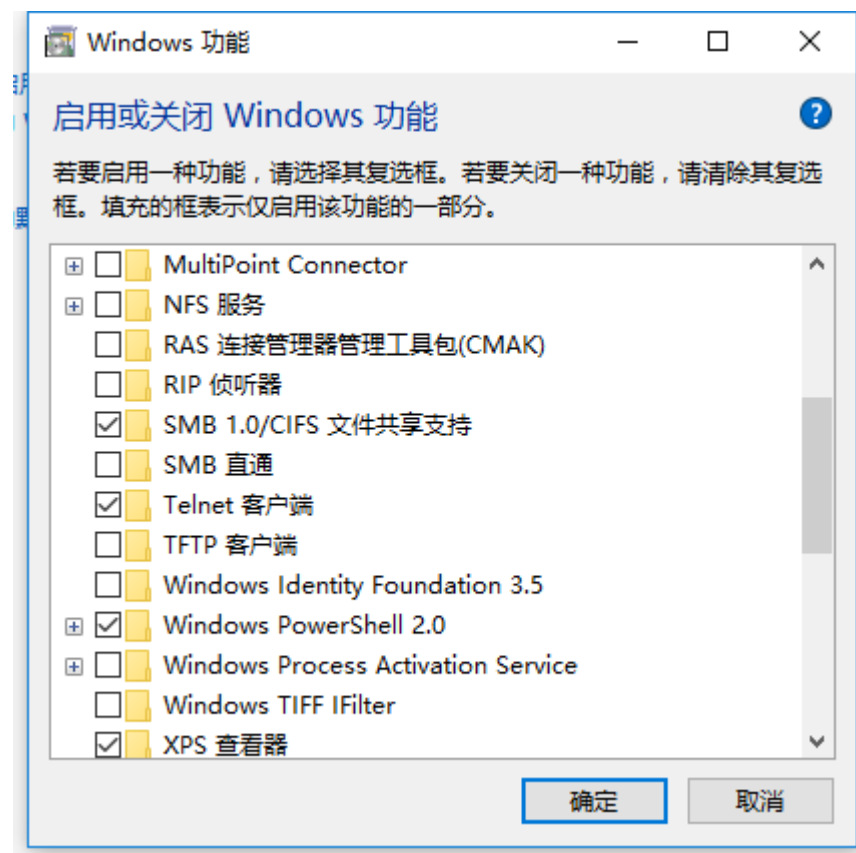 Windows 功能
启用或关闭 Windows 功能
若要启用一种功能，请选择其复选框。若要关闭一种功能，请清除其复选
框。填充的框表示仅启用该功能的一部分。
MultiPoint Connector
NFS 服务
RAS 连接管理器管理工具包(CMAK)
RIP 侦听器
SMB 1.0/CIFS 文件共享支持
SMB 直通
Telnet 客户端
TFTP 客户端
Windows Identity Foundation 3.5
Windows PowerShell 2.0
Windows Process Activation Service
Windows TIFF IFilter
XPS 查看器
确定 取消